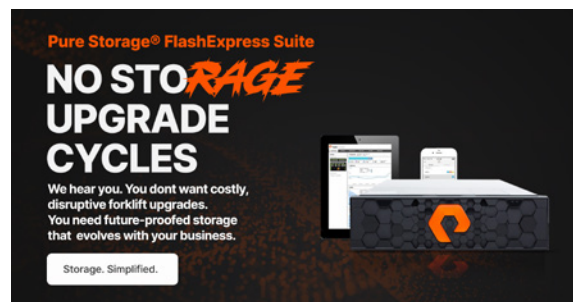 Pure Storage® FlashExpress Suite
NO STORAGE
UPGRADE
CYCLES
We hear you. You dont want costly,
disruptive forklift upgrades.
You need future-proofed storage
that evolves with your business.
Storage. Simplified.